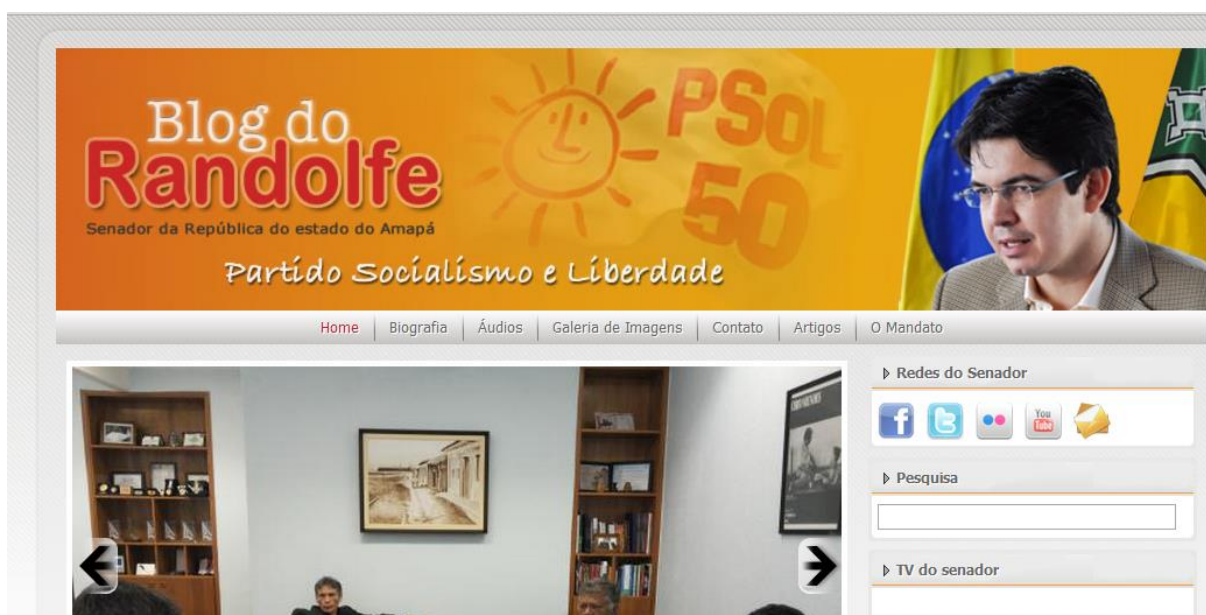 Blog do
Randolfe
Senador da República do estado do Amapá
Partido Socialismo e Liberdade
PSOL
50
Home
Biografia
Áudios
Galeria de Imagens
Contato
Artigos
O Mandato
Redes do Senador
You
Tube
Pesquisa
TV do senador